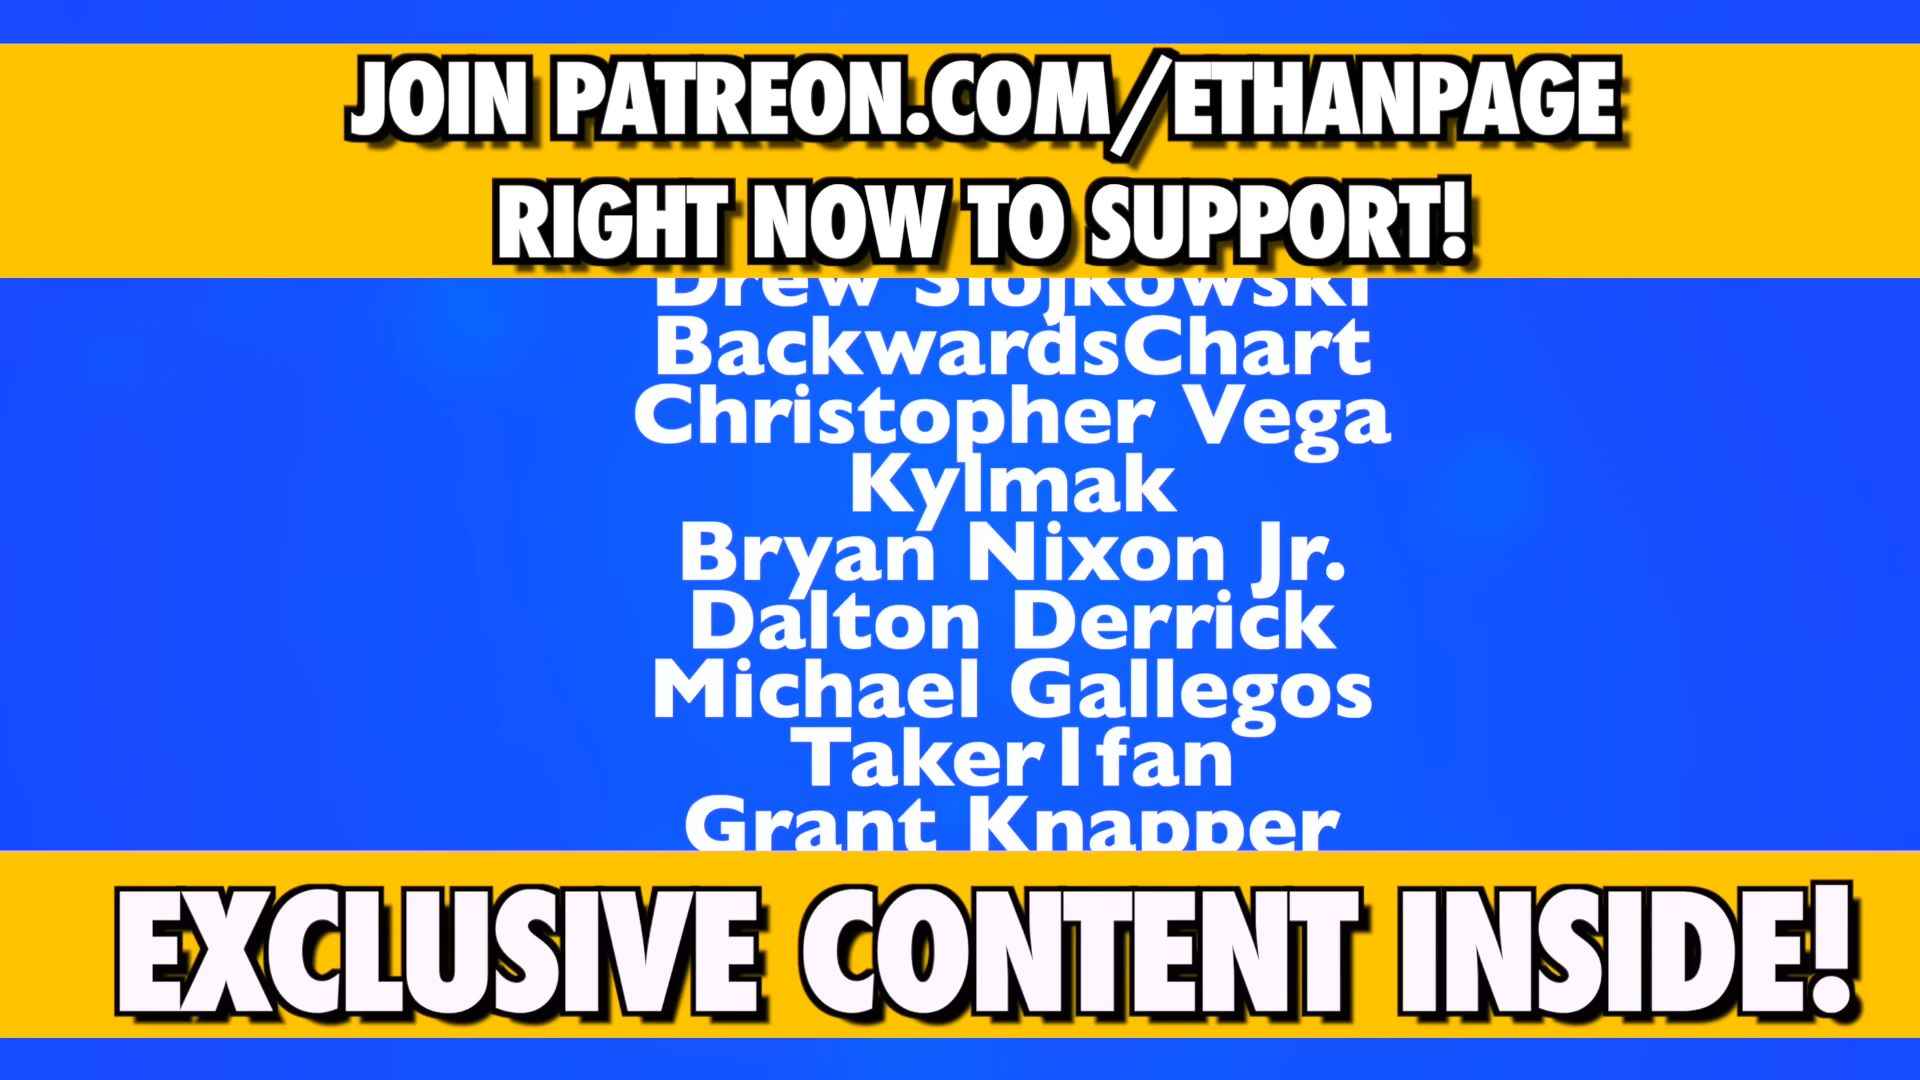 JOIN PATREON.COM/ETHANPAGE
RIGHT NOW TO SUPPORT!
Drew
BackwardsChart
Christopher Vega
Kylmak
Bryan Nixon Jr.
Dalton Derrick
Michael Gallegos
Taker1fan
Grant Knapper
EXCLUSIVE CONTENT INSIDE!